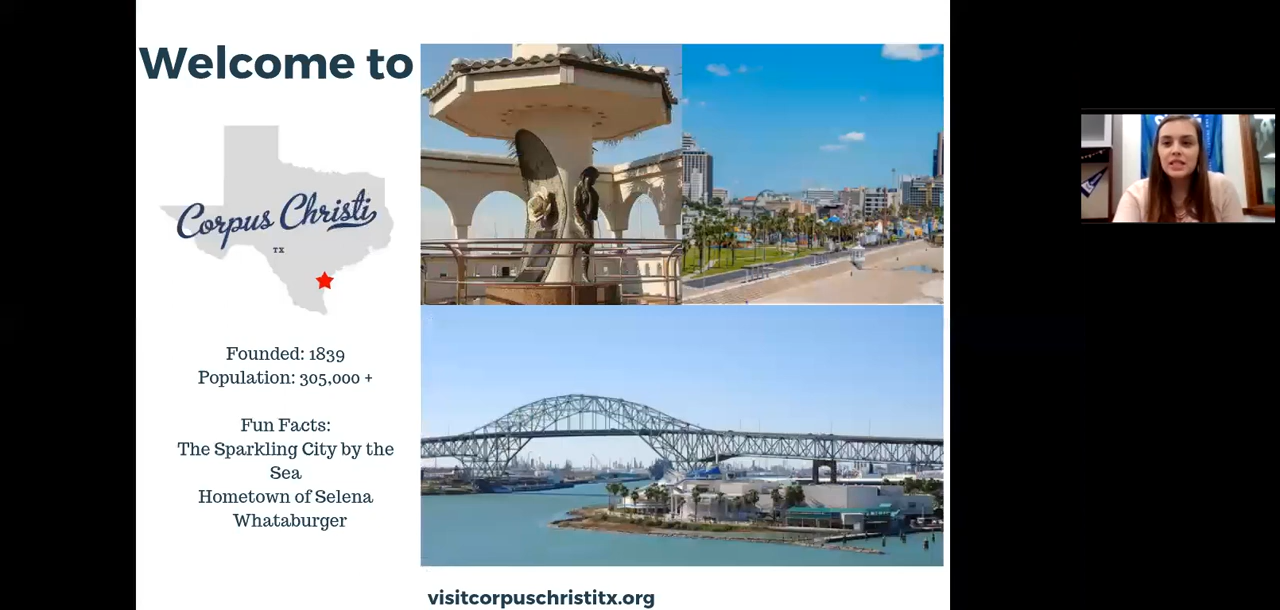 Welcome to
Corpus Christi
TX
Founded: 1839
Population: 305,000 +
Fun Facts:
The Sparkling City by the
Sea
Hometown of Selena
Whataburger
visitcorpuschristitx.org